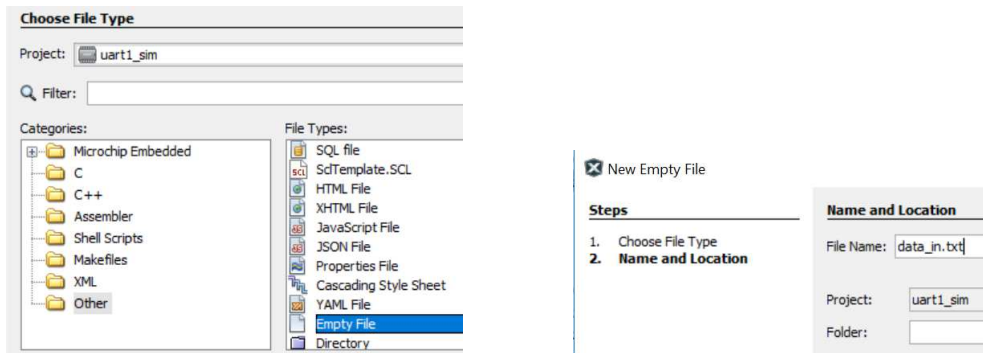 Choose File Type
Project: uart1_sim
Filter:
Categories:
Microchip Embedded
C
C++
Assembler
Shell Scripts
Makefiles
XML
Other
File Types:
SQL file
SclTemplate.SCL
HTML File
XHTML File
JavaScript File
JSON File
Properties File
Cascading Style Sheet
YAML File
Empty File
Directory
New Empty File
Steps
1. Choose File Type
2. Name and Location
Name and Location
File Name: data_in.txt
Project: uart1_sim
Folder: